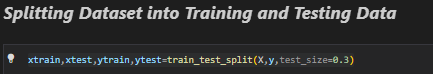 Splitting Dataset into Training and Testing Data
xtrain,xtest,ytrain,ytest=train_test_split(X,y,test_size=0.3)